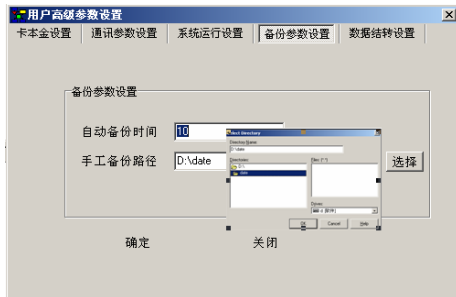 用户高级参数设置
卡本金设置 通讯参数设置 系统运行设置 备份参数设置 数据结转设置
备份参数设置
自动备份时间 10
手工备份路径 D:\date 选择
Select Directory
Directory Name:
D:\date
Directories: Files: (*.*)
D:\
date
Drives:
OK Cancel Help
确定 关闭